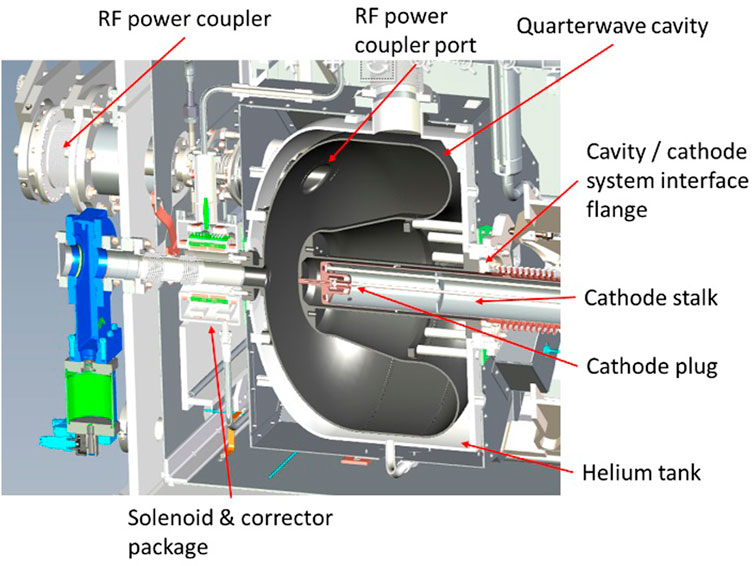 RF power coupler
RF power
coupler port
Quarterwave cavity
Cavity / cathode
system interface
flange
Cathode stalk
Cathode plug
Helium tank
Solenoid & corrector
package